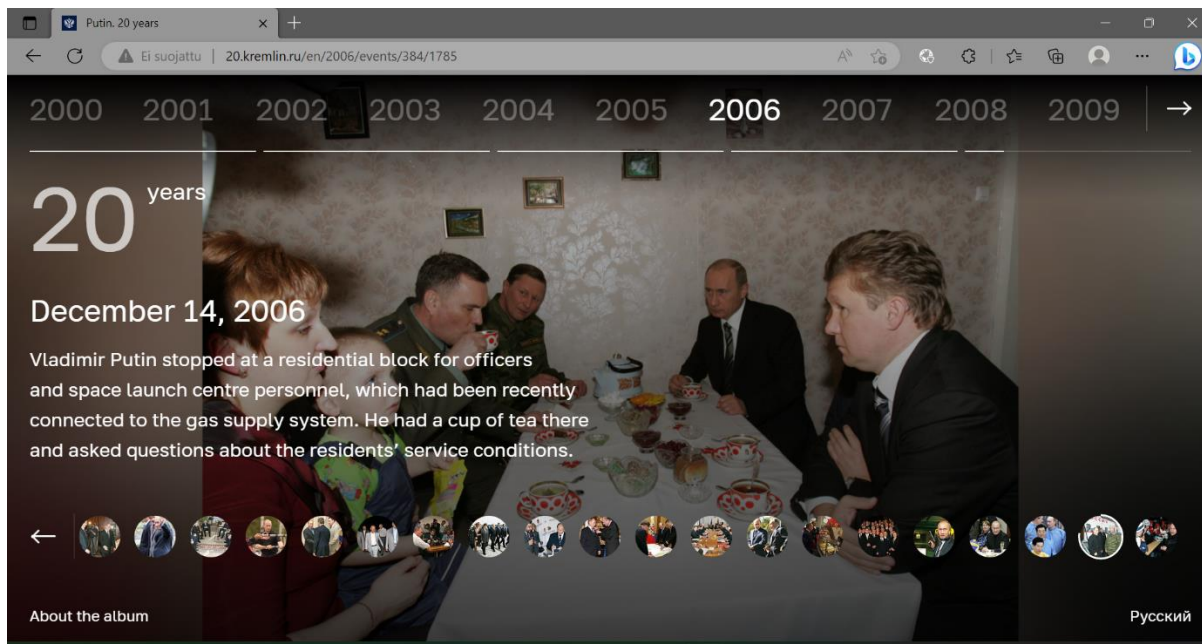 Putin. 20 years
Ei suojattu | 20.kremlin.ru/en/2006/events/384/1785
2000 2001 2002 2003 2004 2005 2006 2007 2008 2009
20 years
December 14, 2006
Vladimir Putin stopped at a residential block for officers
and space launch centre personnel, which had been recently
connected to the gas supply system. He had a cup of tea there
and asked questions about the residents’ service conditions.
About the album
Русский